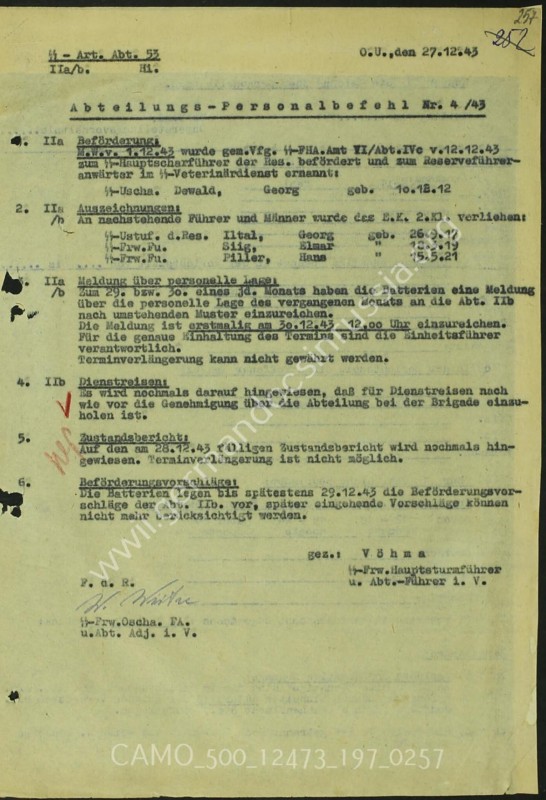 257
252
ᛋᛋ - Art. Abt. 53
O.U., den 27.12.43
IIa/b. Hi.
Abteilungs-Personalbefehl Nr. 4/43
1. IIa Beförderung:
M.W.v. 1.12.43 wurde gem.Vfg. ᛋᛋ-FHA.Amt VI/Abt.IVc v.12.12.43
zum ᛋᛋ-Hauptscharführer der Res. befördert und zum Reserveführer-
anwärter im ᛋᛋ-Veterinärdienst ernannt:
ᛋᛋ-Uscha. Dewald, Georg geb. 10.18.12
2. IIa Auszeichnungen:
/b An nachstehende Führer und Männer wurde das E.K. 2.Kl. verliehen:
ᛋᛋ-Ustuf. d.Res. Iltal, Georg geb. 26.9.17
ᛋᛋ-Frw.Fu. Siig, Elmar "
ᛋᛋ-Frw.Fu. Piller, Hans " 15.5.21
3. IIa Meldung über personelle Lage:
/b Zum 29. bzw. 30. eines jd. Monats haben die Batterien eine Meldung
über die personelle Lage des vergangenen Monats an die Abt. IIb
nach umstehenden Muster einzureichen.
Die Meldung ist erstmalig am 30.12.43 12,00 Uhr einzureichen.
Für die genaue Einhaltung des Termins sind die Einheitsführer
verantwortlich.
Terminverlängerung kann nicht gewährt werden.
4. IIb Dienstreisen:
Es wird nochmals darauf hingewiesen, daß für Dienstreisen nach
wie vor die Genehmigung über die Abteilung bei der Brigade einzu-
holen ist.
5. Zustandsbericht:
Auf den am 28.12.43 fälligen Zustandsbericht wird nochmals hin-
gewiesen. Terminverlängerung ist nicht möglich.
6. Beförderungsvorschläge:
Die Batterien legen bis spätestens 29.12.43 die Beförderungsvor-
schläge der Abt. IIb. vor, später eingehende Vorschläge können
nicht mehr berücksichtigt werden.
gez.: Vöhma
ᛋᛋ-Frw.Hauptsturmführer
u. Abt.-Führer i. V.
F. d. R.
ᛋᛋ-Frw.Oscha. FA.
u.Abt. Adj. i. V.
CAMO_500_12473_197_0257